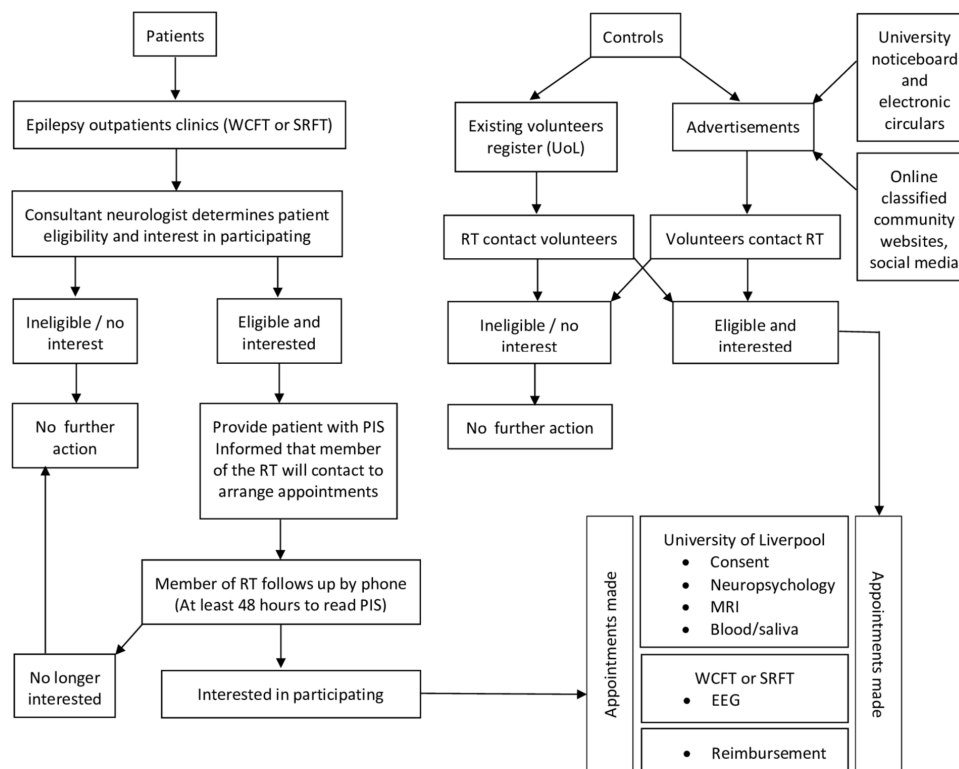 Patients
Epilepsy outpatients clinics (WCFT or SRFT)
Consultant neurologist determines patient
eligibility and interest in participating
Ineligible / no
interest
Eligible and
interested
No further
action
Provide patient with PIS
Informed that member
of the RT will contact to
arrange appointments
Member of RT follows up by phone
(At least 48 hours to read PIS)
No longer
interested
Interested in participating
Controls
Existing volunteers
register (UoL)
Advertisements
University
noticeboard
and
electronic
circulars
Online
classified
community
websites,
social media
RT contact volunteers
Volunteers contact RT
Ineligible / no
interest
Eligible and
interested
No further action
Appointments made
University of Liverpool
• Consent
• Neuropsychology
• MRI
• Blood/saliva
WCFT or SRFT
• EEG
• Reimbursement
Appointments made